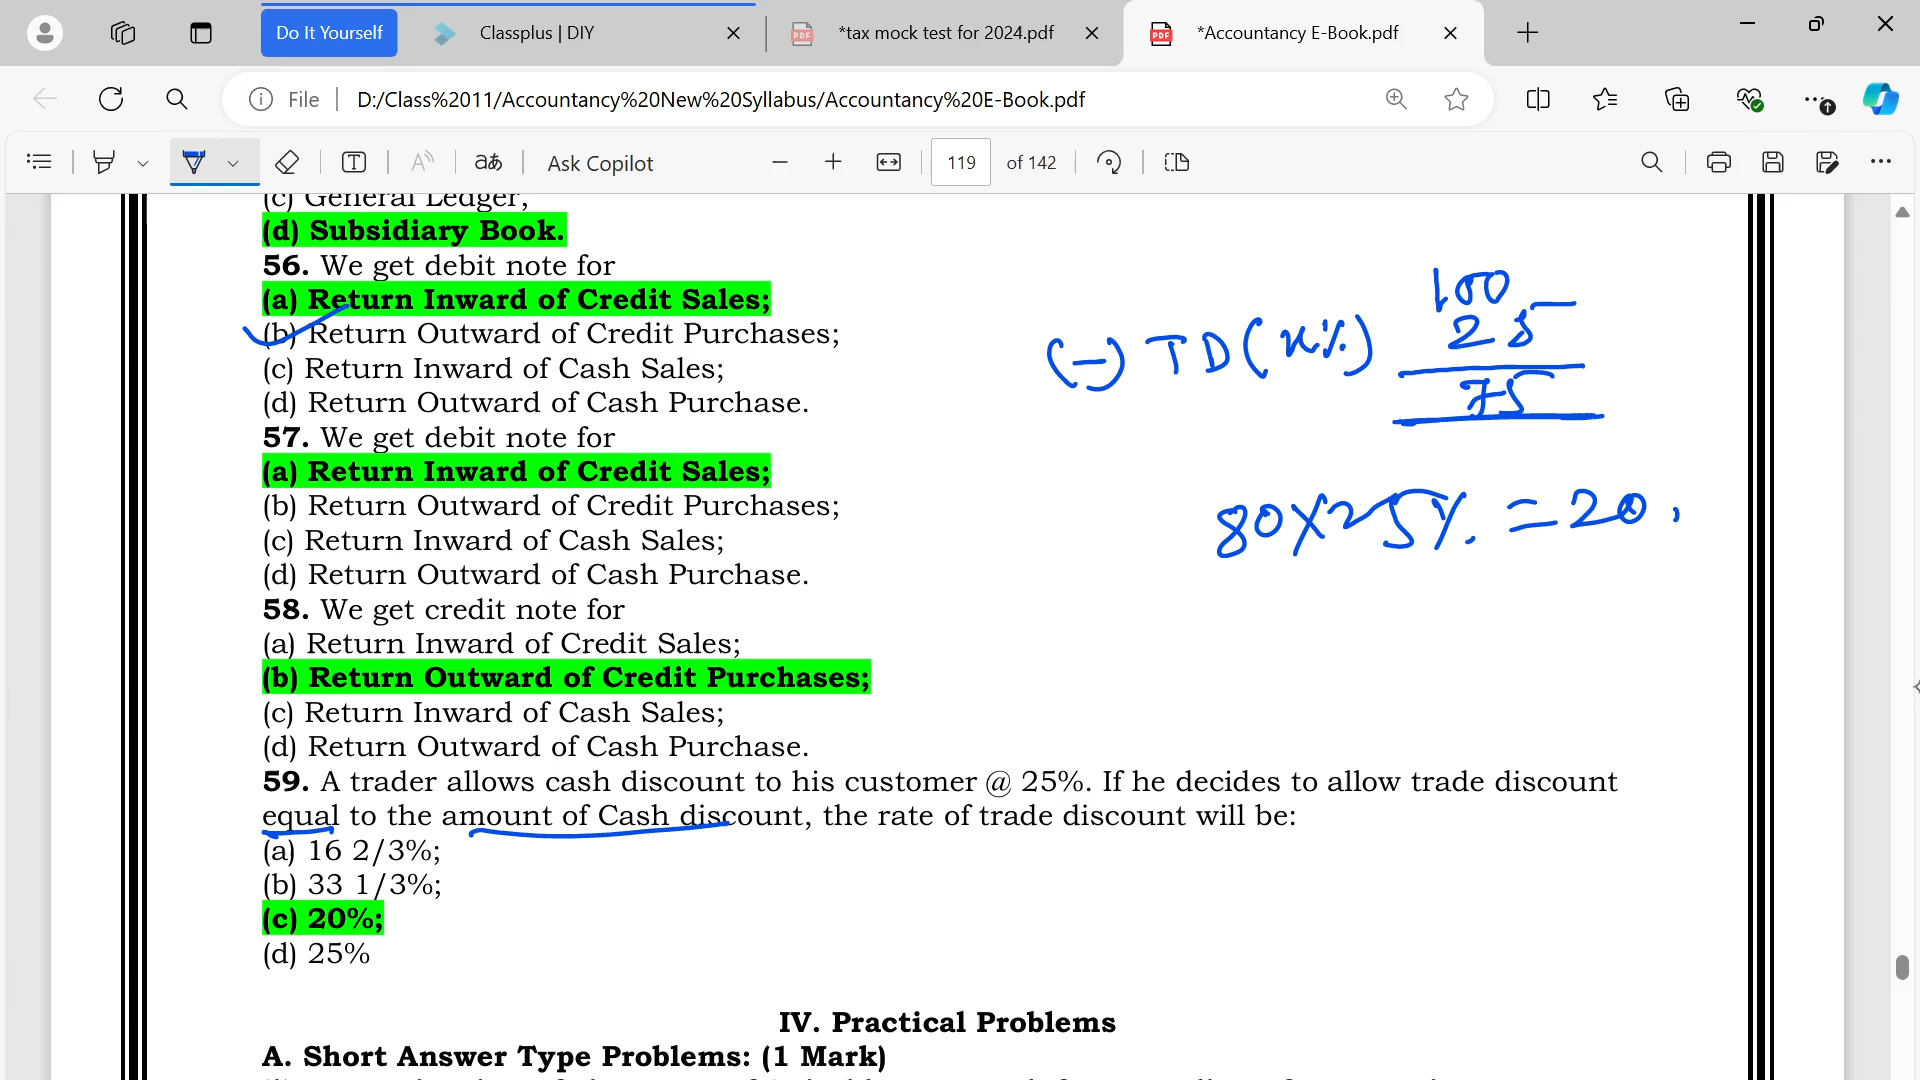 Do It Yourself
Classplus | DIY
*tax mock test for 2024.pdf
*Accountancy E-Book.pdf
File
D:/Class%2011/Accountancy%20New%20Syllabus/Accountancy%20E-Book.pdf
Ask Copilot
119 of 142
(c) General Ledger;
(d) Subsidiary Book.
56. We get debit note for
(a) Return Inward of Credit Sales;
(b) Return Outward of Credit Purchases;
(c) Return Inward of Cash Sales;
(d) Return Outward of Cash Purchase.
57. We get debit note for
(a) Return Inward of Credit Sales;
(b) Return Outward of Credit Purchases;
(c) Return Inward of Cash Sales;
(d) Return Outward of Cash Purchase.
58. We get credit note for
(a) Return Inward of Credit Sales;
(b) Return Outward of Credit Purchases;
(c) Return Inward of Cash Sales;
(d) Return Outward of Cash Purchase.
59. A trader allows cash discount to his customer @ 25%. If he decides to allow trade discount
equal to the amount of Cash discount, the rate of trade discount will be:
(a) 16 2/3%;
(b) 33 1/3%;
(c) 20%;
(d) 25%
100
(-) TD (x%) 25
75
80 X 25% = 20.
IV. Practical Problems
A. Short Answer Type Problems: (1 Mark)